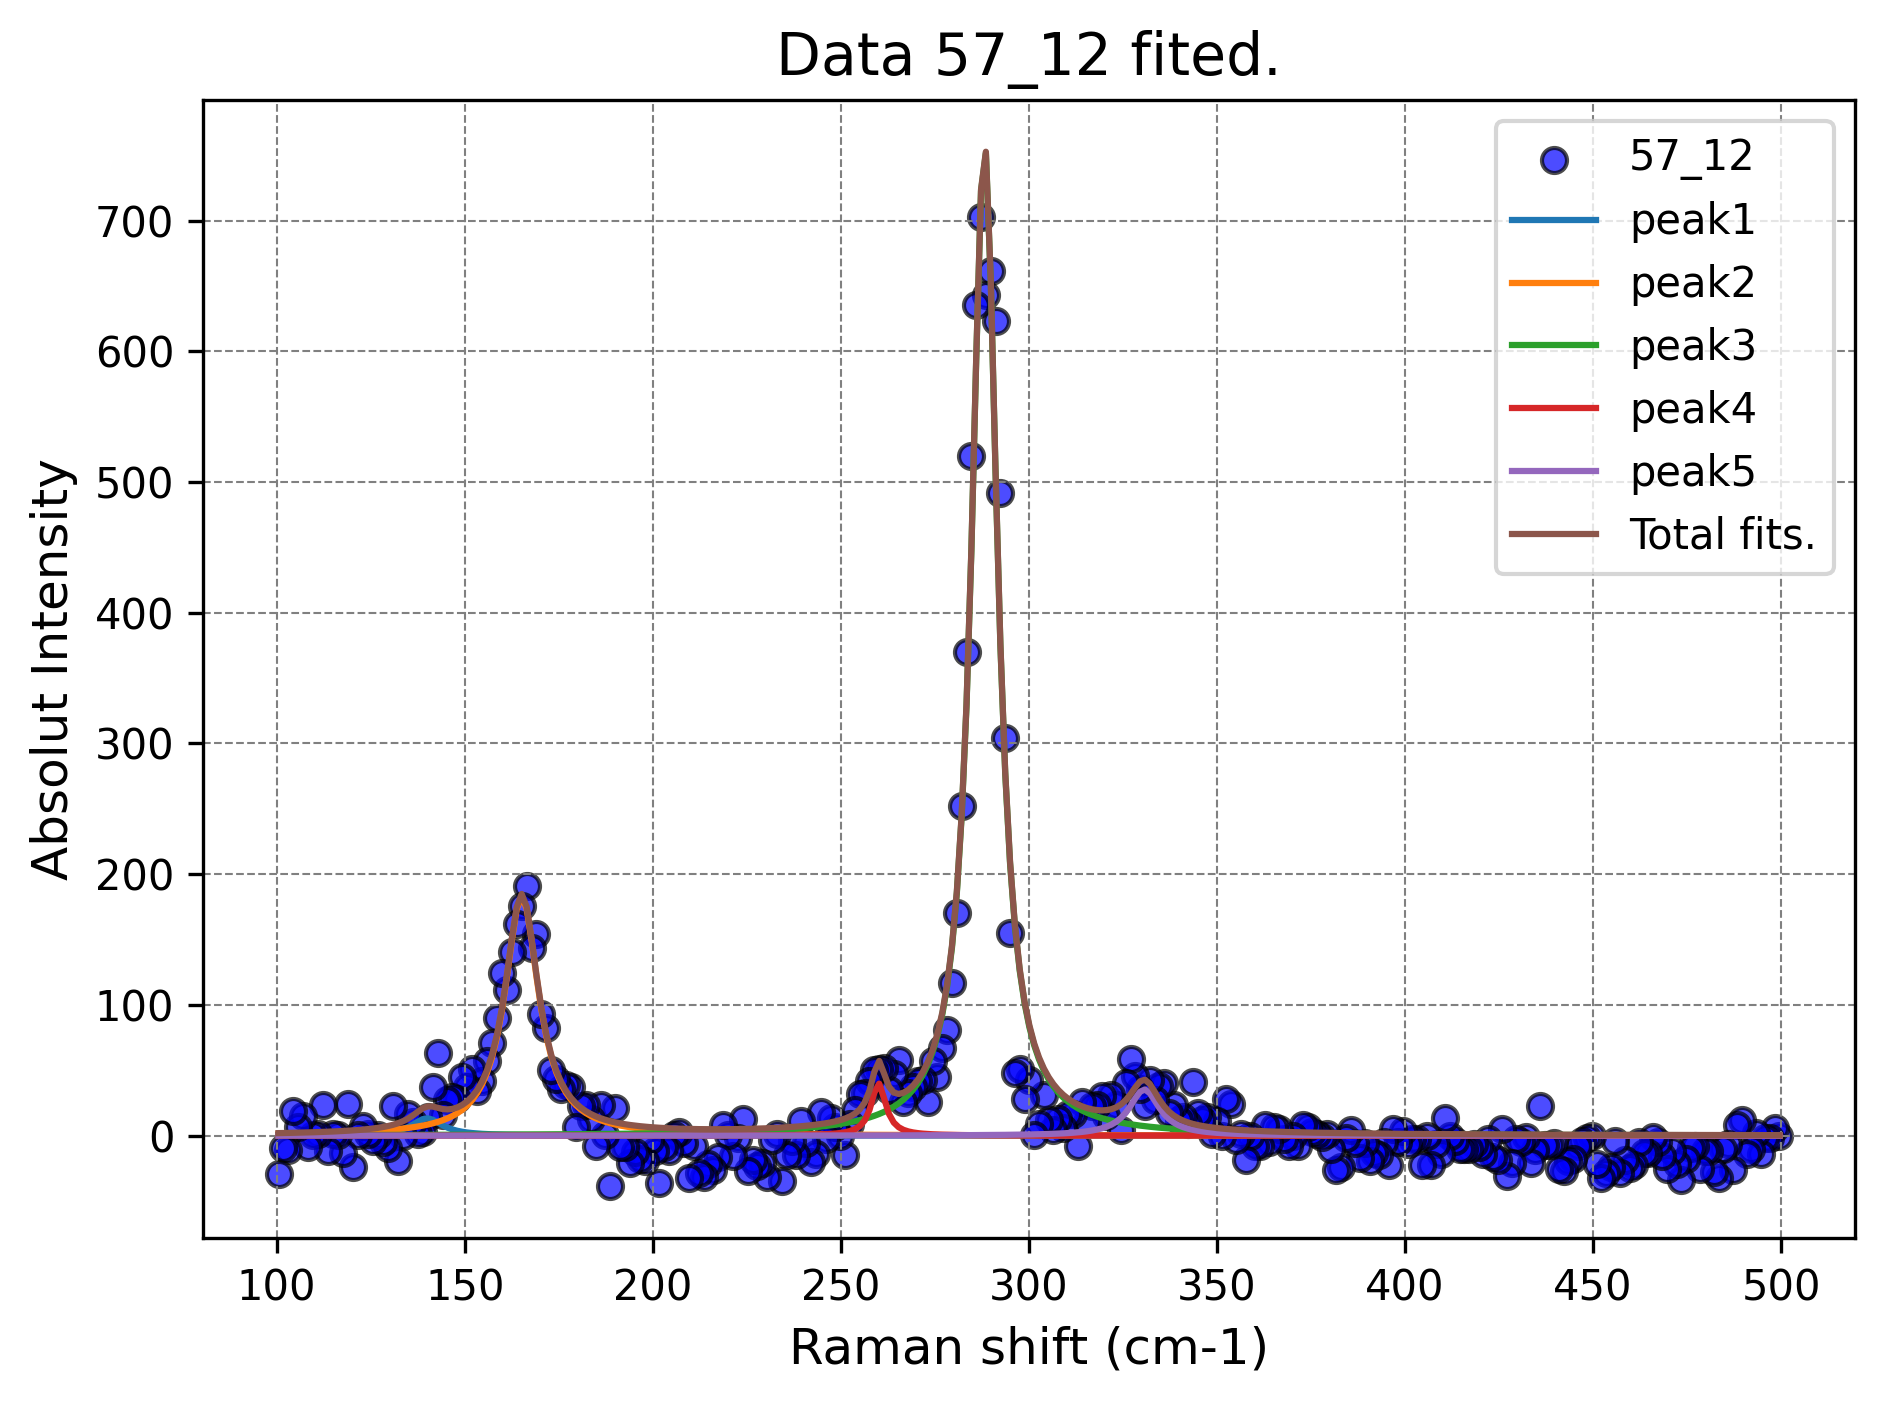 Data 57_12 fited.
57_12
peak1
peak2
peak3
peak4
peak5
Total fits.
Absolut Intensity
700
600
500
400
300
200
100
0
100 150 200 250 300 350 400 450 500
Raman shift (cm-1)